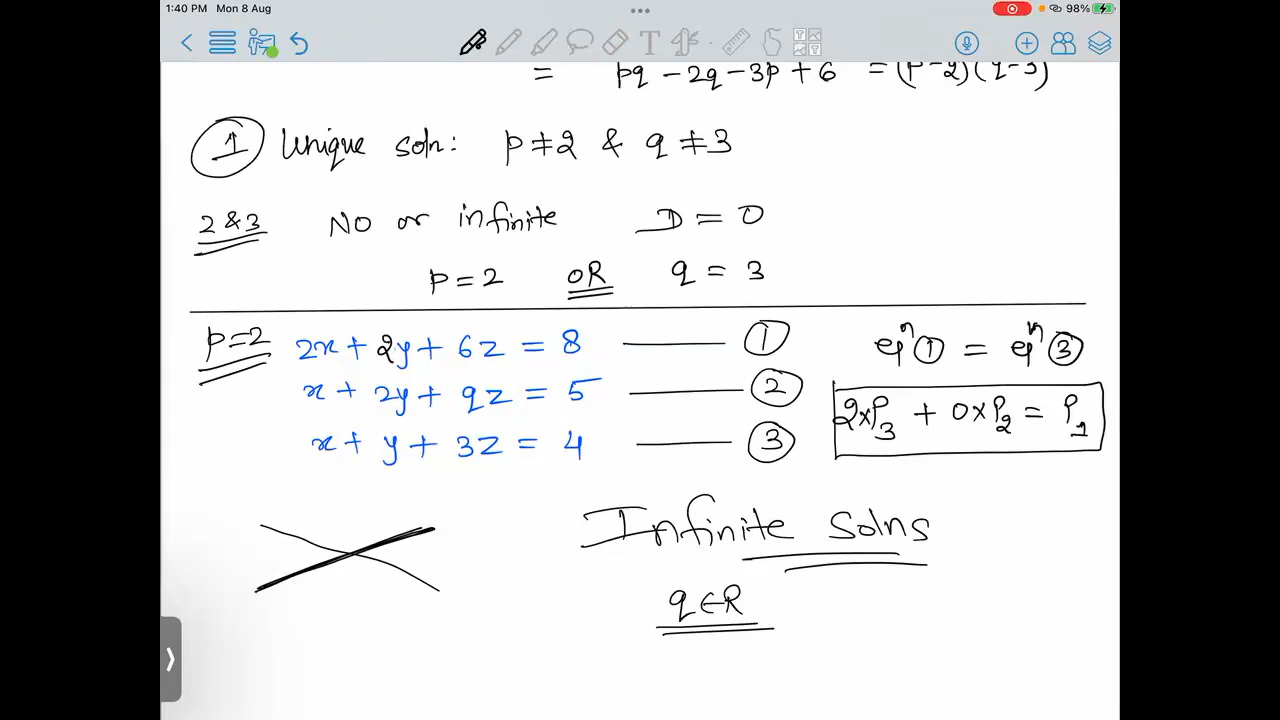 1:40 PM Mon 8 Aug
98%
T
= pq − 2q − 3p + 6 = (p−2)(q−3)
① Unique soln: p ≠ 2 & q ≠ 3
2 & 3 No or infinite D = 0
p = 2 OR q = 3
p=2 2x + 2y + 6z = 8 —— ① eqⁿ ① = eqⁿ ③
x + 2y + qz = 5 —— ② 2×P₃ + 0×P₂ = P₁
x + y + 3z = 4 —— ③
Infinite solns
q∈R